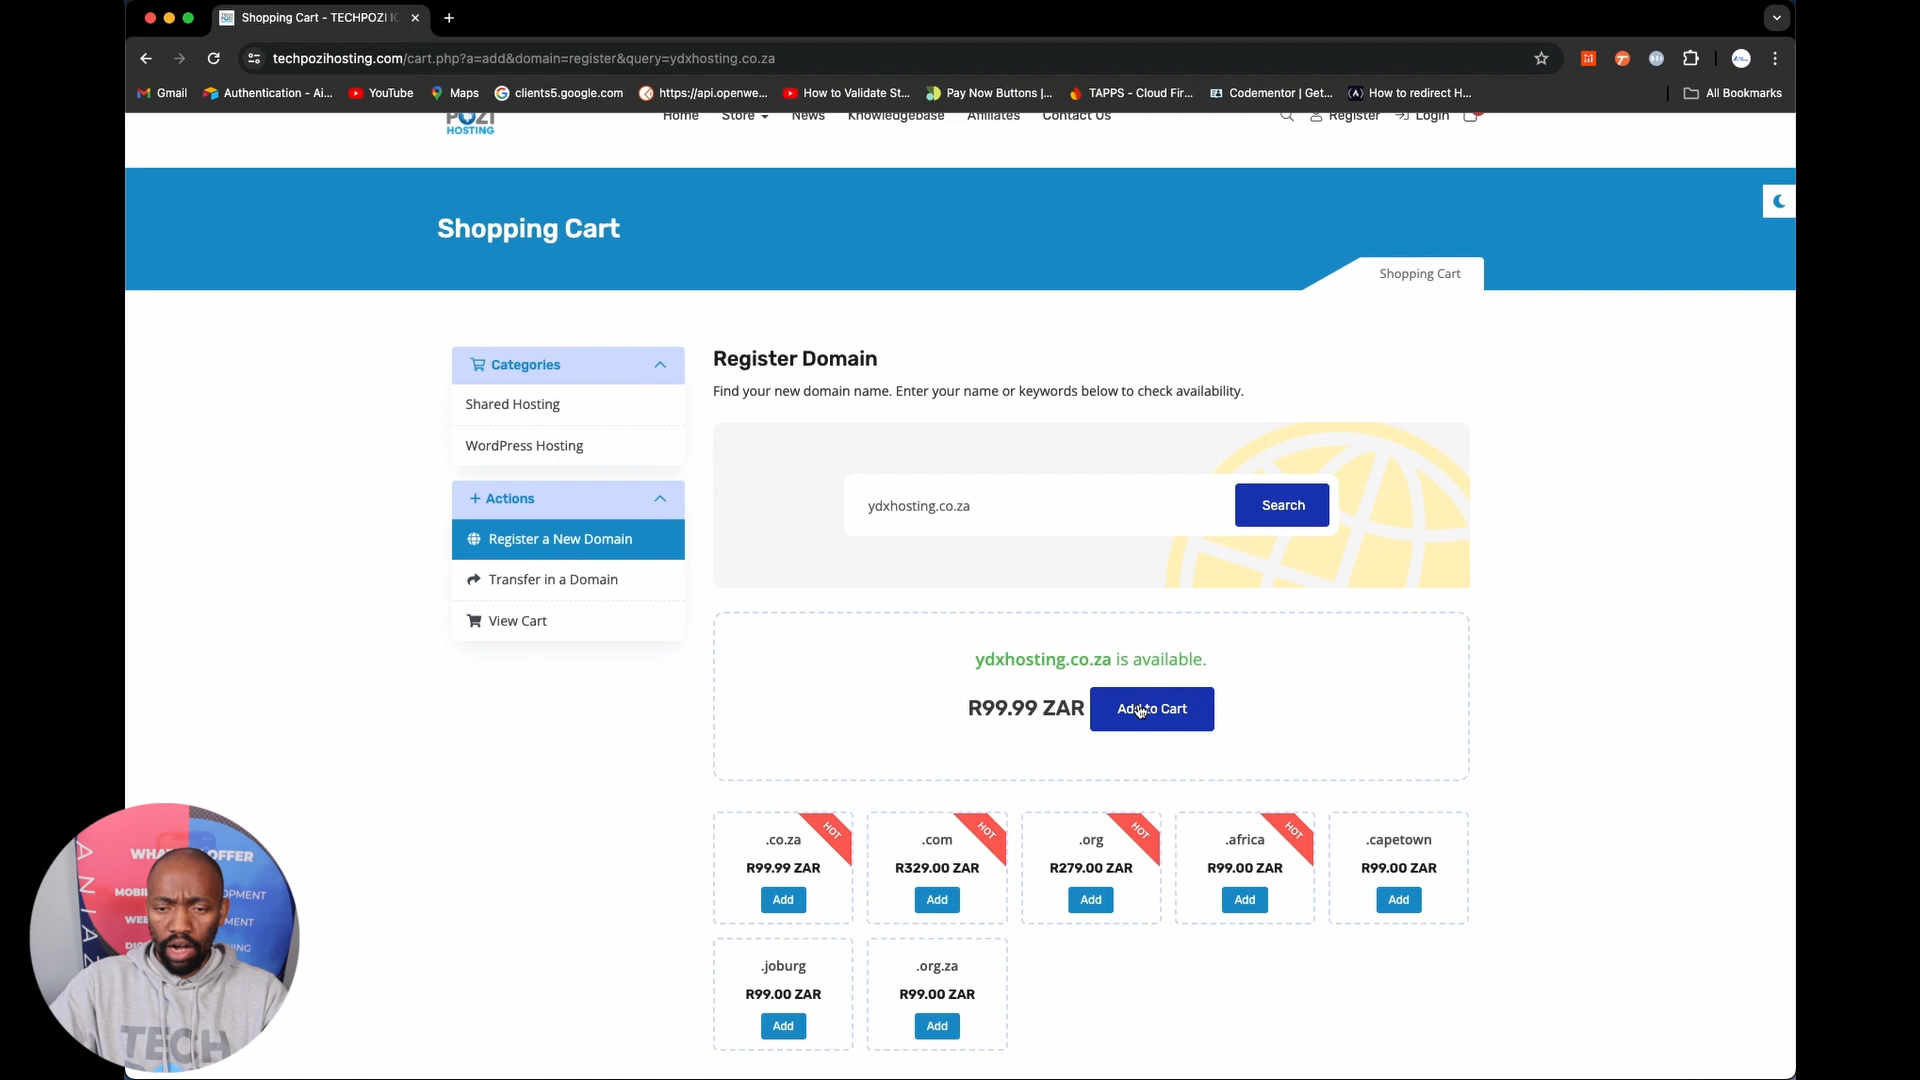 Shopping Cart - TECHPOZI
techpozihosting.com/cart.php?a=add&domain=register&query=ydxhosting.co.za
Gmail
Authentication - Ai...
YouTube
Maps
clients5.google.com
https://api.openwe...
How to Validate St...
Pay Now Buttons |...
TAPPS - Cloud Fir...
Codementor | Get...
How to redirect H...
All Bookmarks
POZI
HOSTING
Home
Store
News
Knowledgebase
Affiliates
Contact Us
Register
Login
Shopping Cart
Shopping Cart
Categories
Shared Hosting
WordPress Hosting
Actions
Register a New Domain
Transfer in a Domain
View Cart
Register Domain
Find your new domain name. Enter your name or keywords below to check availability.
ydxhosting.co.za
Search
ydxhosting.co.za is available.
R99.99 ZAR
Add to Cart
.co.za
HOT
R99.99 ZAR
Add
.com
HOT
R329.00 ZAR
Add
.org
HOT
R279.00 ZAR
Add
.africa
HOT
R99.00 ZAR
Add
.capetown
R99.00 ZAR
Add
.joburg
R99.00 ZAR
Add
.org.za
R99.00 ZAR
Add
TECH